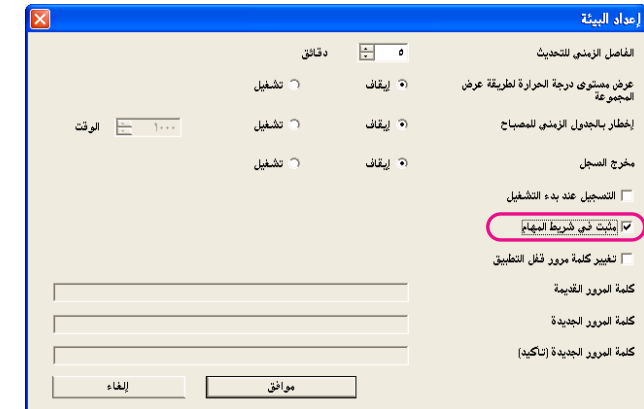 إعداد البيئة
الفاصل الزمني للتحديث ٥ دقائق
عرض مستوى درجة الحرارة لطريقة عرض المجموعة إيقاف تشغيل
إخطار بالجدول الزمني للمصباح إيقاف تشغيل ١٠٠٠ الوقت
مخرج السجل إيقاف تشغيل
التسجيل عند بدء التشغيل
مثبت في شريط المهام
تغيير كلمة مرور قفل التطبيق
كلمة المرور القديمة
كلمة المرور الجديدة
كلمة المرور الجديدة (تأكيد)
موافق إلغاء